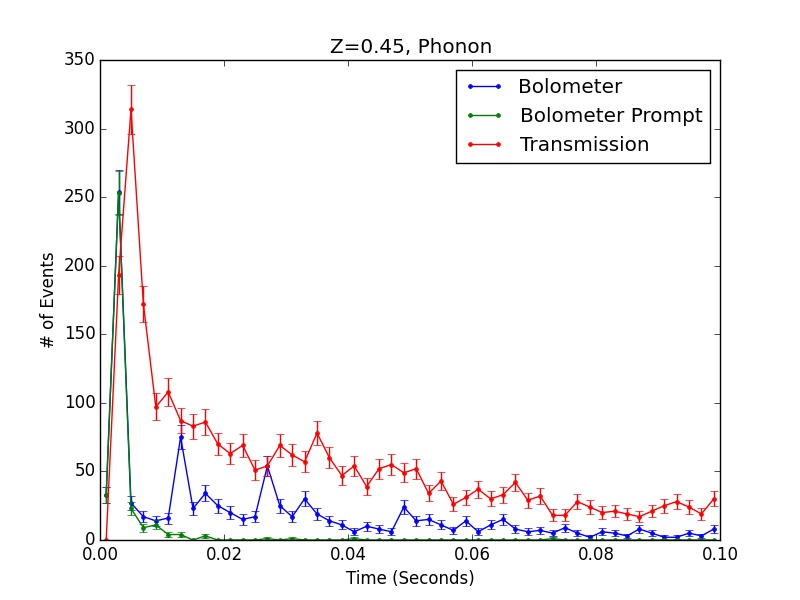 Z=0.45, Phonon
350
300
250
200
150
100
50
0
# of Events
Bolometer
Bolometer Prompt
Transmission
0.00 0.02 0.04 0.06 0.08 0.10
Time (Seconds)